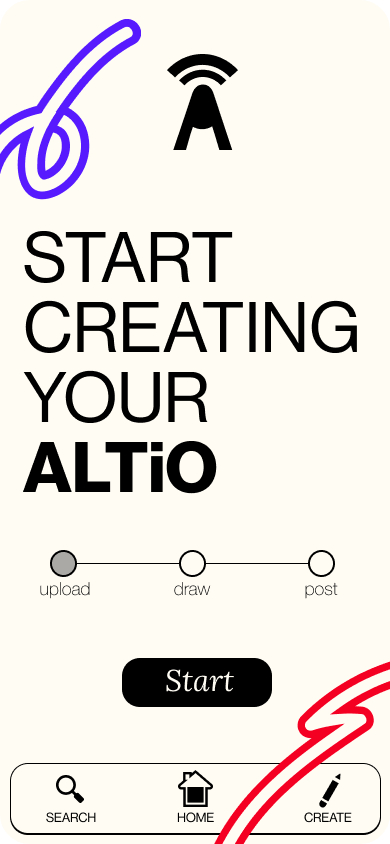 START
CREATING
YOUR
ALTiO
upload draw post
Start
SEARCH HOME CREATE